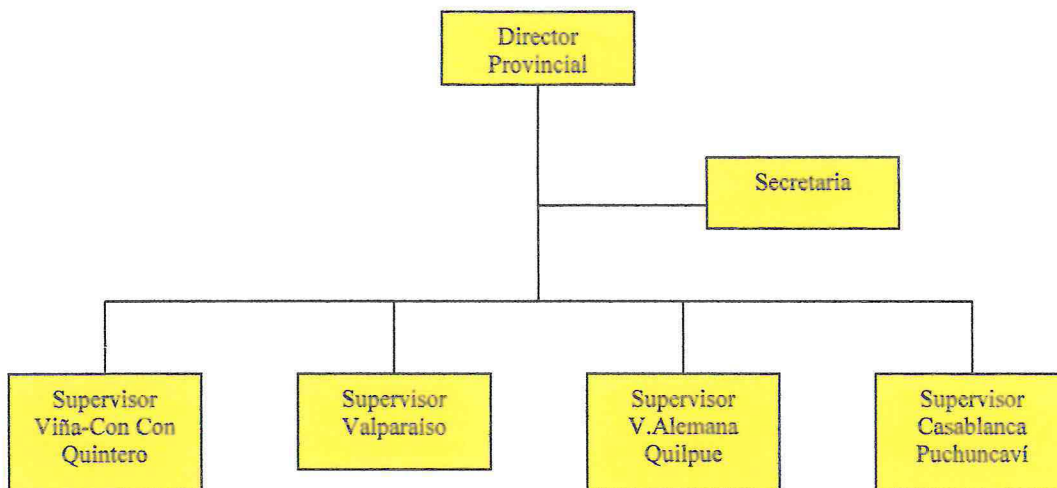 Director
Provincial
Secretaria
Supervisor
Viña-Con Con
Quintero
Supervisor
Valparaiso
Supervisor
V.Alemana
Quilpue
Supervisor
Casablanca
Puchuncaví